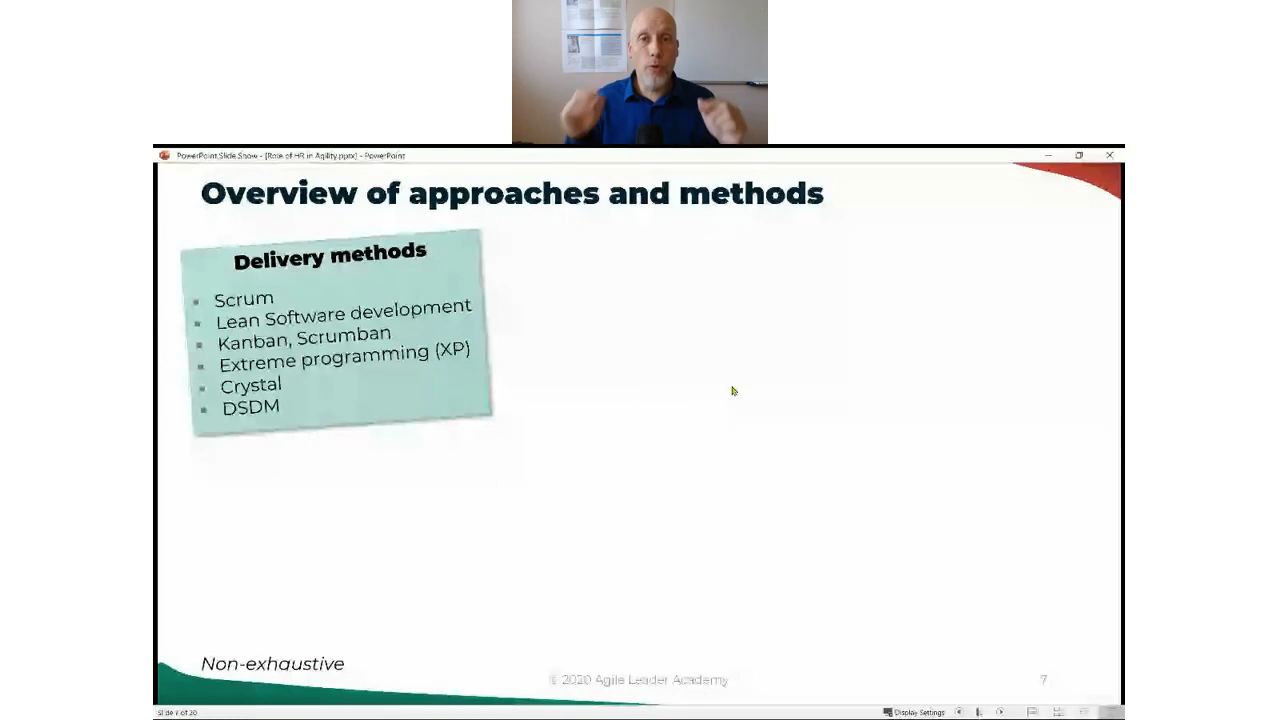 PowerPoint Slide Show - [Role of HR in Agility.pptx] - PowerPoint
Overview of approaches and methods
Delivery methods
Scrum
Lean Software development
Kanban, Scrumban
Extreme programming (XP)
Crystal
DSDM
Non-exhaustive
© 2020 Agile Leader Academy
7
Slide 7 of 20
Display Settings